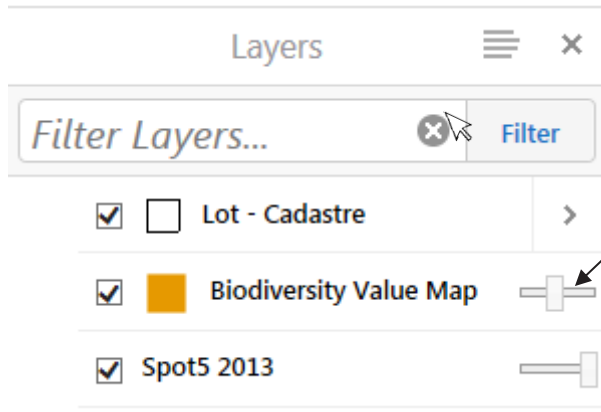 Layers
Filter Layers... Filter
Lot - Cadastre
Biodiversity Value Map
Spot5 2013